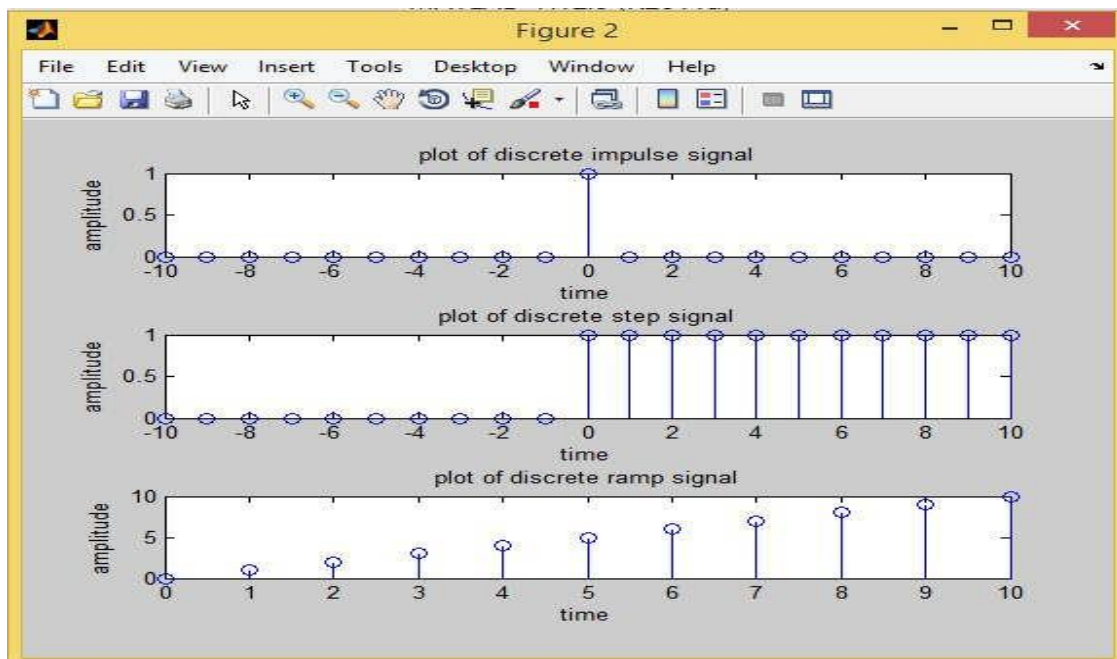 Figure 2
File Edit View Insert Tools Desktop Window Help
plot of discrete impulse signal
amplitude
1
0.5
0
-10 -8 -6 -4 -2 0 2 4 6 8 10
time
plot of discrete step signal
amplitude
1
0.5
0
-10 -8 -6 -4 -2 0 2 4 6 8 10
time
plot of discrete ramp signal
amplitude
10
5
0
0 1 2 3 4 5 6 7 8 9 10
time